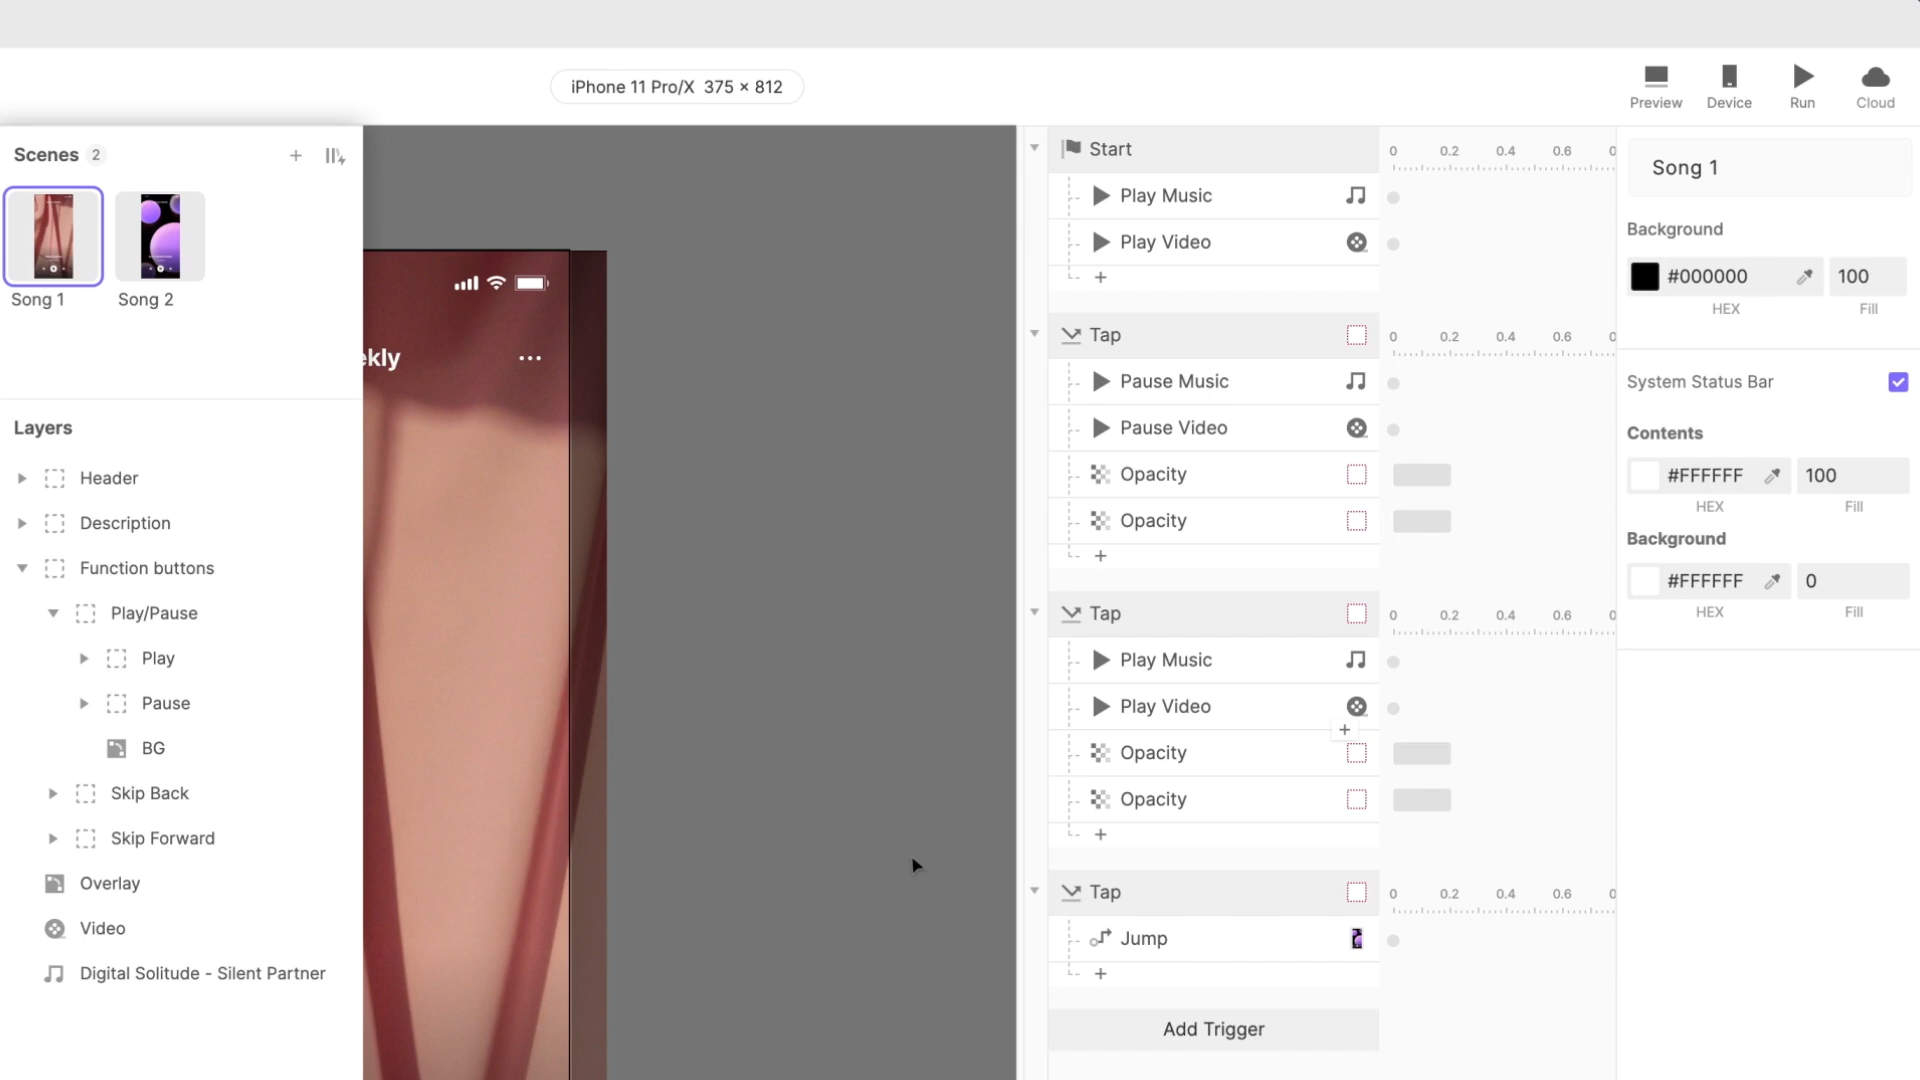 iPhone 11 Pro/X 375 × 812
Preview
Device
Run
Cloud
Scenes 2
Song 1
Song 2
Layers
Header
Description
Function buttons
Play/Pause
Play
Pause
BG
Skip Back
Skip Forward
Overlay
Video
Digital Solitude - Silent Partner
ekly
Start
0 0.2 0.4 0.6 0
Play Music
Play Video
+
Tap
0 0.2 0.4 0.6 0
Pause Music
Pause Video
Opacity
Opacity
+
Tap
0 0.2 0.4 0.6 0
Play Music
Play Video
+
Opacity
Opacity
+
Tap
0 0.2 0.4 0.6 0
Jump
+
Add Trigger
Song 1
Background
#000000 100
HEX Fill
System Status Bar
Contents
#FFFFFF 100
HEX Fill
Background
#FFFFFF 0
HEX Fill